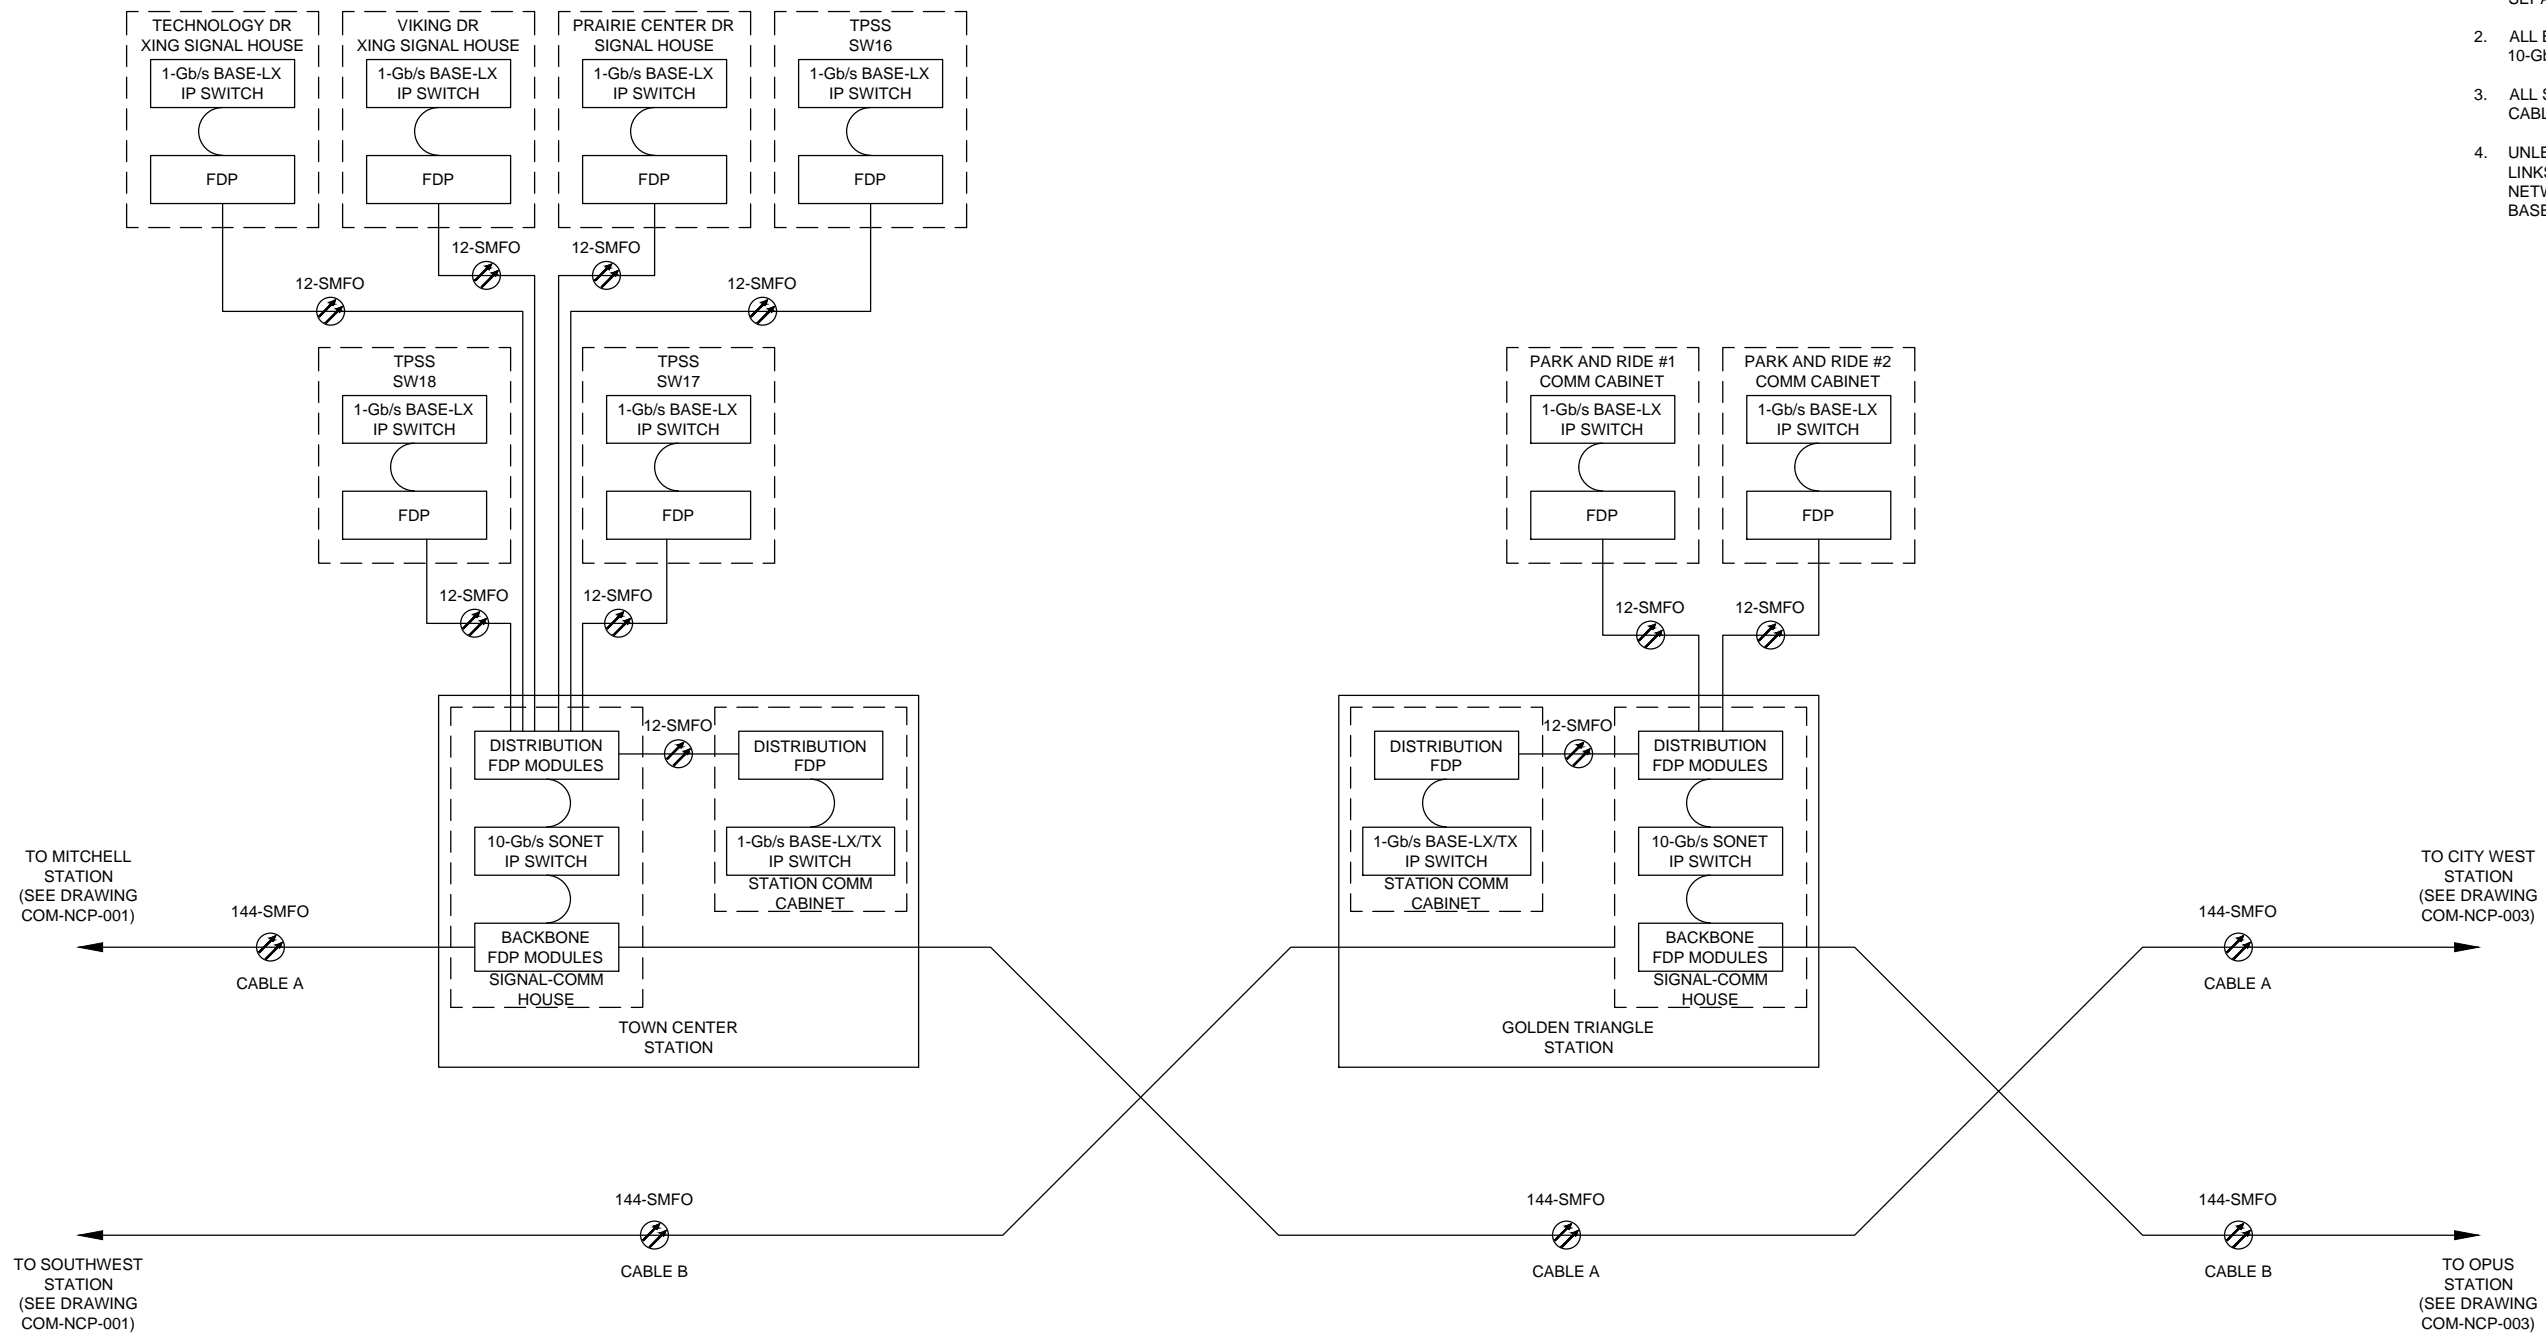 TECHNOLOGY DR
XING SIGNAL HOUSE
1-Gb/s BASE-LX
IP SWITCH
FDP
VIKING DR
XING SIGNAL HOUSE
1-Gb/s BASE-LX
IP SWITCH
FDP
PRAIRIE CENTER DR
SIGNAL HOUSE
1-Gb/s BASE-LX
IP SWITCH
FDP
TPSS
SW16
1-Gb/s BASE-LX
IP SWITCH
FDP
2. ALL
10-Gb
3. ALL
CABL
4. UNLE
LINKS
NETW
BASE
12-SMFO
12-SMFO
12-SMFO
12-SMFO
TPSS
SW18
1-Gb/s BASE-LX
IP SWITCH
FDP
TPSS
SW17
1-Gb/s BASE-LX
IP SWITCH
FDP
PARK AND RIDE #1
COMM CABINET
1-Gb/s BASE-LX
IP SWITCH
FDP
PARK AND RIDE #2
COMM CABINET
1-Gb/s BASE-LX
IP SWITCH
FDP
12-SMFO
12-SMFO
12-SMFO
12-SMFO
DISTRIBUTION
FDP MODULES
12-SMFO
DISTRIBUTION
FDP
10-Gb/s SONET
IP SWITCH
1-Gb/s BASE-LX/TX
IP SWITCH
STATION COMM
CABINET
BACKBONE
FDP MODULES
SIGNAL-COMM
HOUSE
TOWN CENTER
STATION
DISTRIBUTION
FDP
12-SMFO
DISTRIBUTION
FDP MODULES
1-Gb/s BASE-LX/TX
IP SWITCH
STATION COMM
CABINET
10-Gb/s SONET
IP SWITCH
BACKBONE
FDP MODULES
SIGNAL-COMM
HOUSE
GOLDEN TRIANGLE
STATION
TO MITCHELL
STATION
(SEE DRAWING
COM-NCP-001)
144-SMFO
CABLE A
TO CITY WEST
STATION
(SEE DRAWING
COM-NCP-003)
144-SMFO
CABLE A
144-SMFO
CABLE B
144-SMFO
CABLE A
144-SMFO
CABLE B
TO SOUTHWEST
STATION
(SEE DRAWING
COM-NCP-001)
TO OPUS
STATION
(SEE DRAWING
COM-NCP-003)